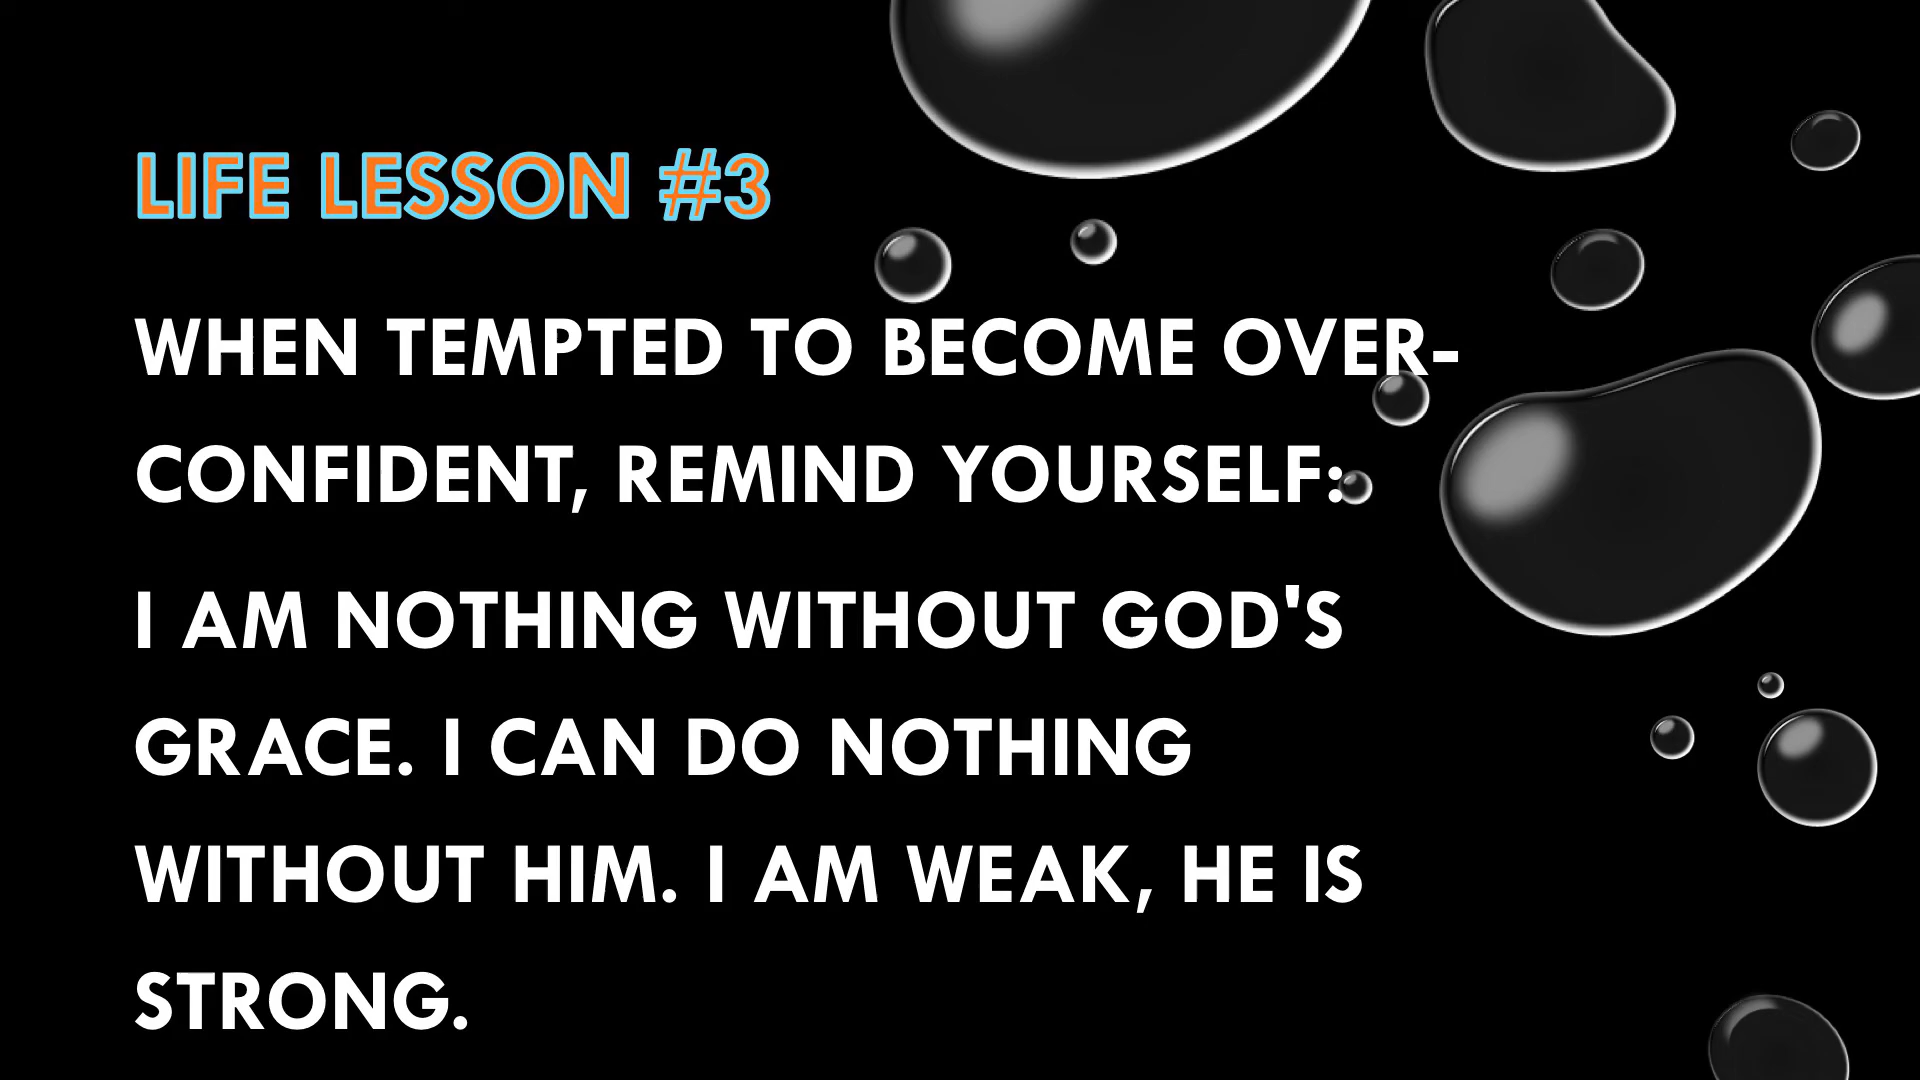 LIFE LESSON #3
WHEN TEMPTED TO BECOME OVER-
CONFIDENT, REMIND YOURSELF:
I AM NOTHING WITHOUT GOD'S
GRACE. I CAN DO NOTHING
WITHOUT HIM. I AM WEAK, HE IS
STRONG.